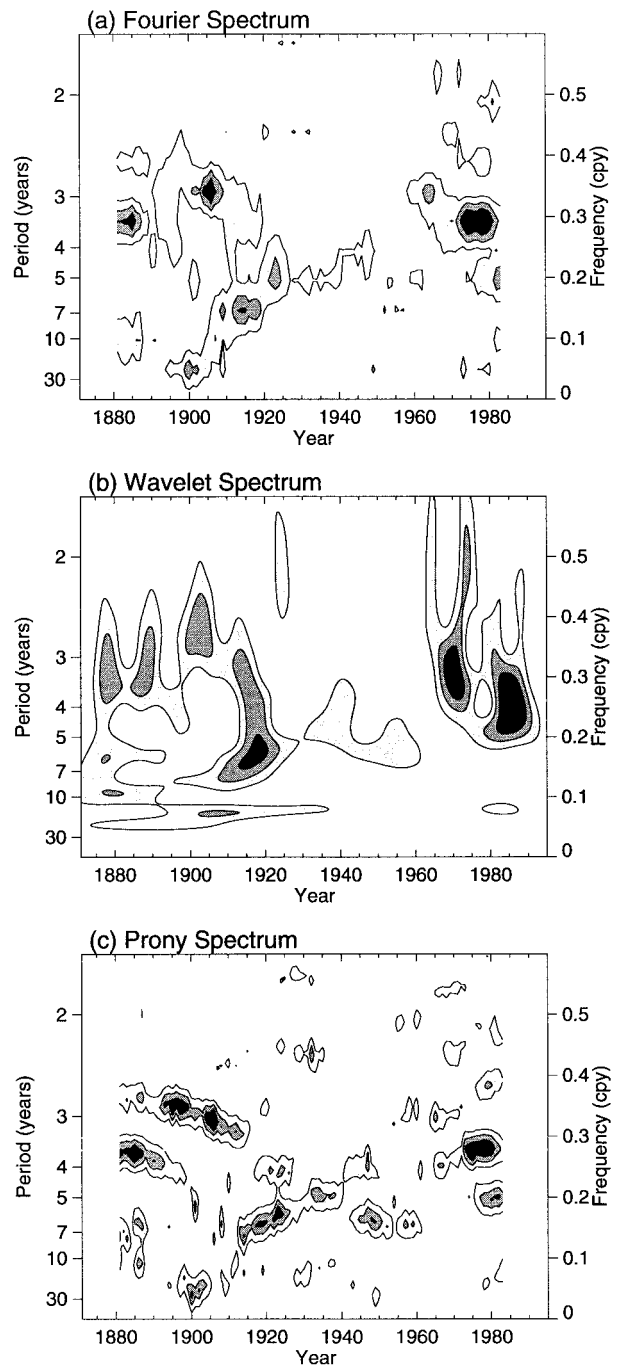 (a) Fourier Spectrum
Period (years)
2
3
4
5
7
10
30
0.5
0.4
0.3
0.2
0.1
0
Frequency (cpy)
1880 1900 1920 1940 1960 1980
Year
(b) Wavelet Spectrum
Period (years)
2
3
4
5
7
10
30
0.5
0.4
0.3
0.2
0.1
0
Frequency (cpy)
1880 1900 1920 1940 1960 1980
Year
(c) Prony Spectrum
Period (years)
2
3
4
5
7
10
30
0.5
0.4
0.3
0.2
0.1
0
Frequency (cpy)
1880 1900 1920 1940 1960 1980
Year